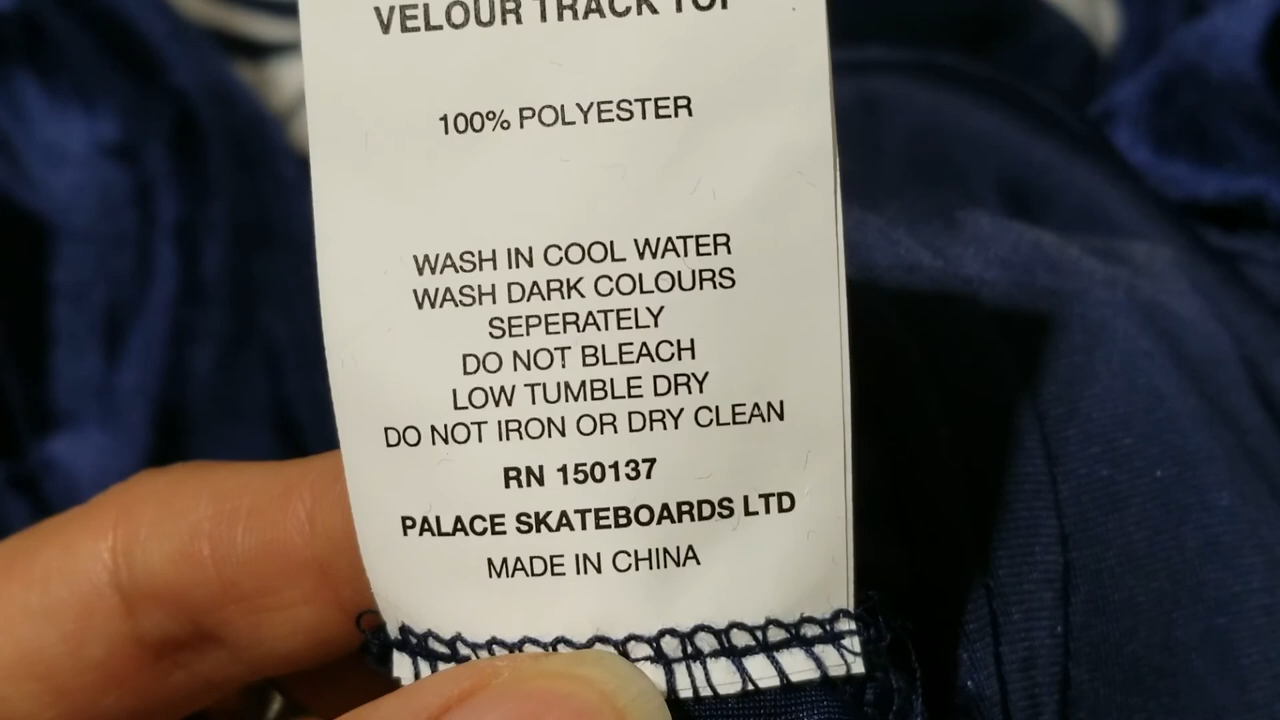 VELOUR TRACK TOP
100% POLYESTER
WASH IN COOL WATER
WASH DARK COLOURS
SEPERATELY
DO NOT BLEACH
LOW TUMBLE DRY
DO NOT IRON OR DRY CLEAN
RN 150137
PALACE SKATEBOARDS LTD
MADE IN CHINA